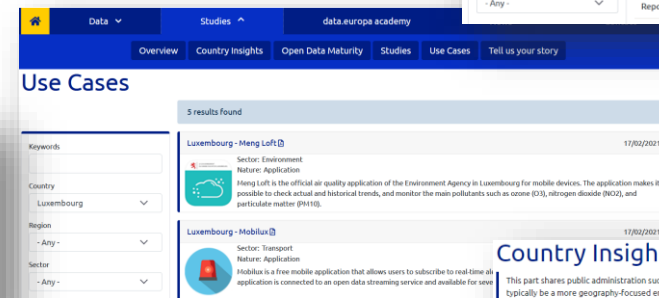 - Any -
Repo
Data
Studies
data.europa academy
Overview
Country Insights
Open Data Maturity
Studies
Use Cases
Tell us your story
Use Cases
5 results found
Keywords
Country
Luxembourg
Region
- Any -
Sector
- Any -
Luxembourg - Meng Loft
17/02/2021
Sector: Environment
Nature: Application
Meng Loft is the official air quality application of the Environment Agency in Luxembourg for mobile devices. The application makes it
possible to check actual and historical trends, and monitor the main pollutants such as ozone (O3), nitrogen dioxide (NO2), and
particulate matter (PM10).
Luxembourg - Mobilux
17/02/2021
Sector: Transport
Nature: Application
Mobilux is a free mobile application that allows users to subscribe to real-time al
application is connected to an open data streaming service and available for seve
Country Insigh
This part shares public administration suc
typically be a more geography-focused e